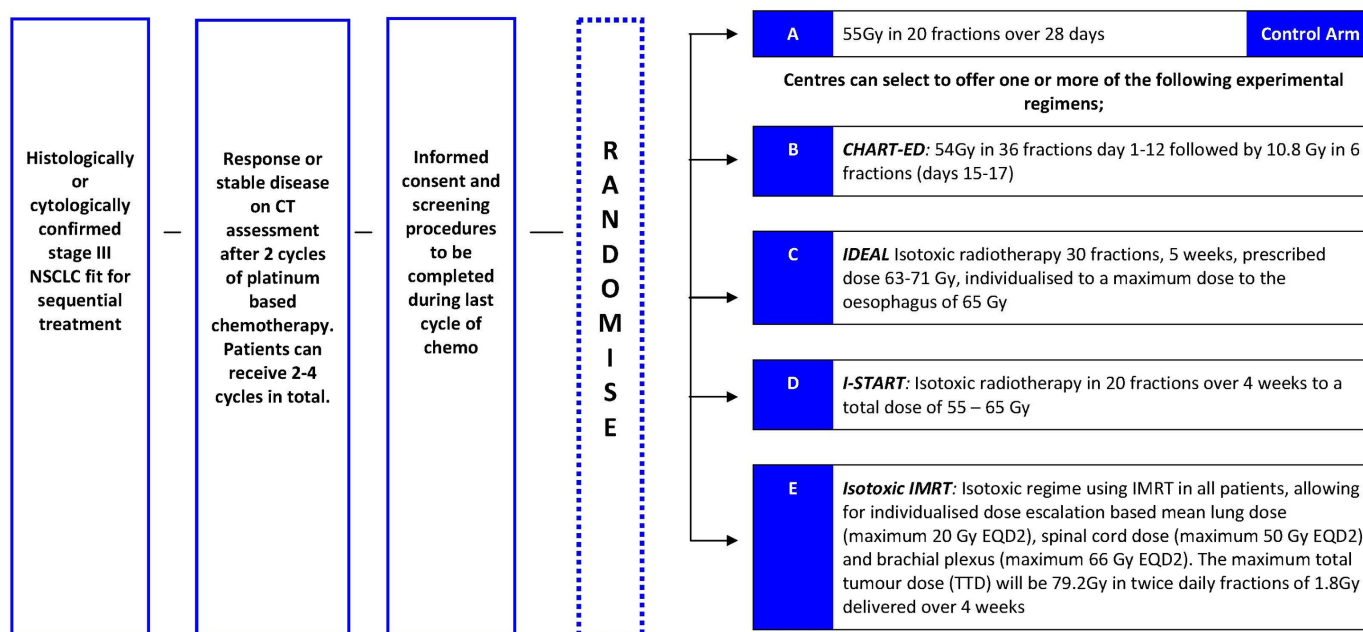 Histologically
or
cytologically
confirmed
stage III
NSCLC fit for
sequential
treatment
Response or
stable disease
on CT
assessment
after 2 cycles
of platinum
based
chemotherapy.
Patients can
receive 2-4
cycles in total.
Informed
consent and
screening
procedures
to be
completed
during last
cycle of
chemo
R
A
N
D
O
M
I
S
E
A 55Gy in 20 fractions over 28 days Control Arm
Centres can select to offer one or more of the following experimental
regimens;
B CHART-ED: 54Gy in 36 fractions day 1-12 followed by 10.8 Gy in 6
fractions (days 15-17)
C IDEAL Isotoxic radiotherapy 30 fractions, 5 weeks, prescribed
dose 63-71 Gy, individualised to a maximum dose to the
oesophagus of 65 Gy
D I-START: Isotoxic radiotherapy in 20 fractions over 4 weeks to a
total dose of 55 – 65 Gy
E Isotoxic IMRT: Isotoxic regime using IMRT in all patients, allowing
for individualised dose escalation based mean lung dose
(maximum 20 Gy EQD2), spinal cord dose (maximum 50 Gy EQD2)
and brachial plexus (maximum 66 Gy EQD2). The maximum total
tumour dose (TTD) will be 79.2Gy in twice daily fractions of 1.8Gy
delivered over 4 weeks